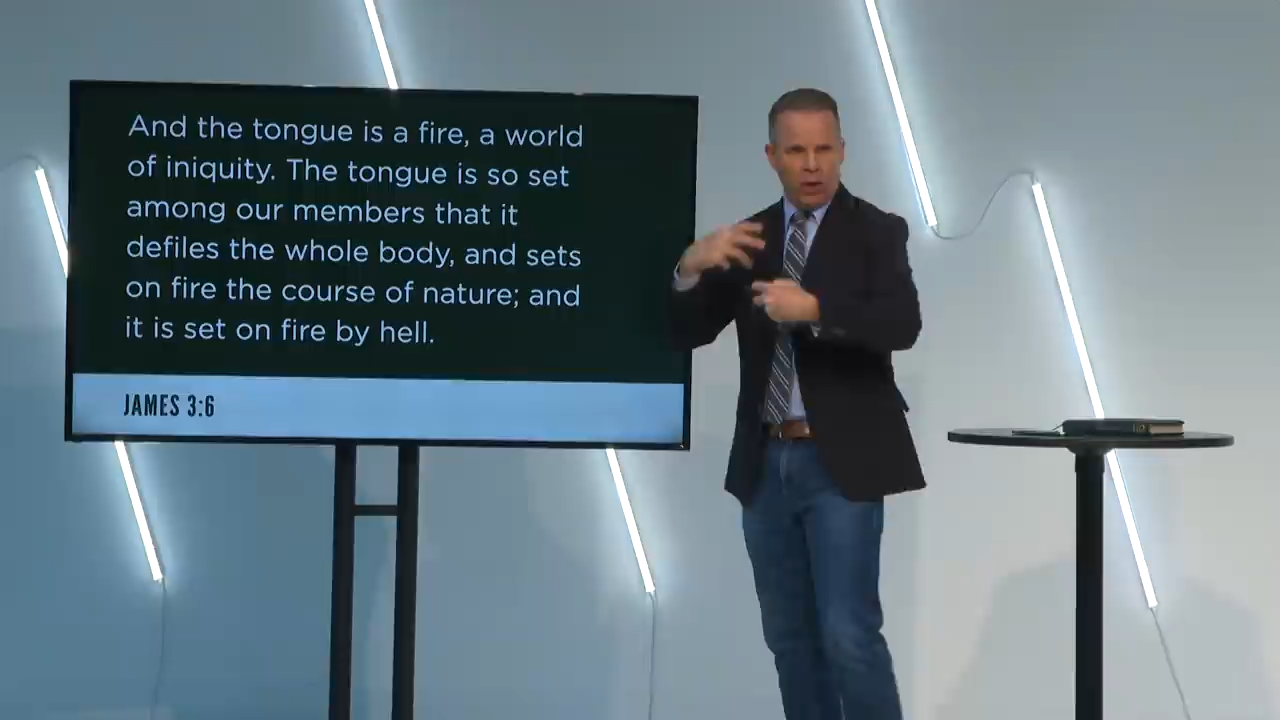 And the tongue is a fire, a world
of iniquity. The tongue is so set
among our members that it
defiles the whole body, and sets
on fire the course of nature; and
it is set on fire by hell.
JAMES 3:6